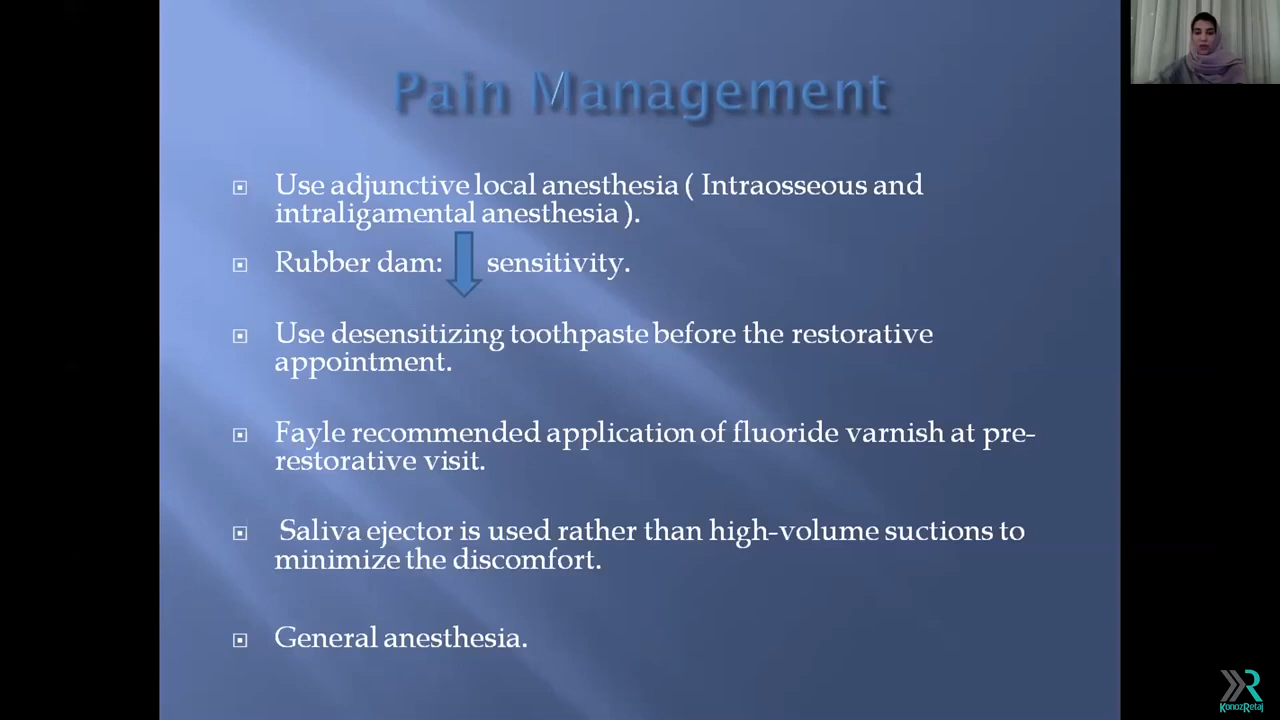 Pain Management
Use adjunctive local anesthesia ( Intraosseous and
intraligamental anesthesia ).
Rubber dam: sensitivity.
Use desensitizing toothpaste before the restorative
appointment.
Fayle recommended application of fluoride varnish at pre-
restorative visit.
Saliva ejector is used rather than high-volume suctions to
minimize the discomfort.
General anesthesia.
KonozRetaj